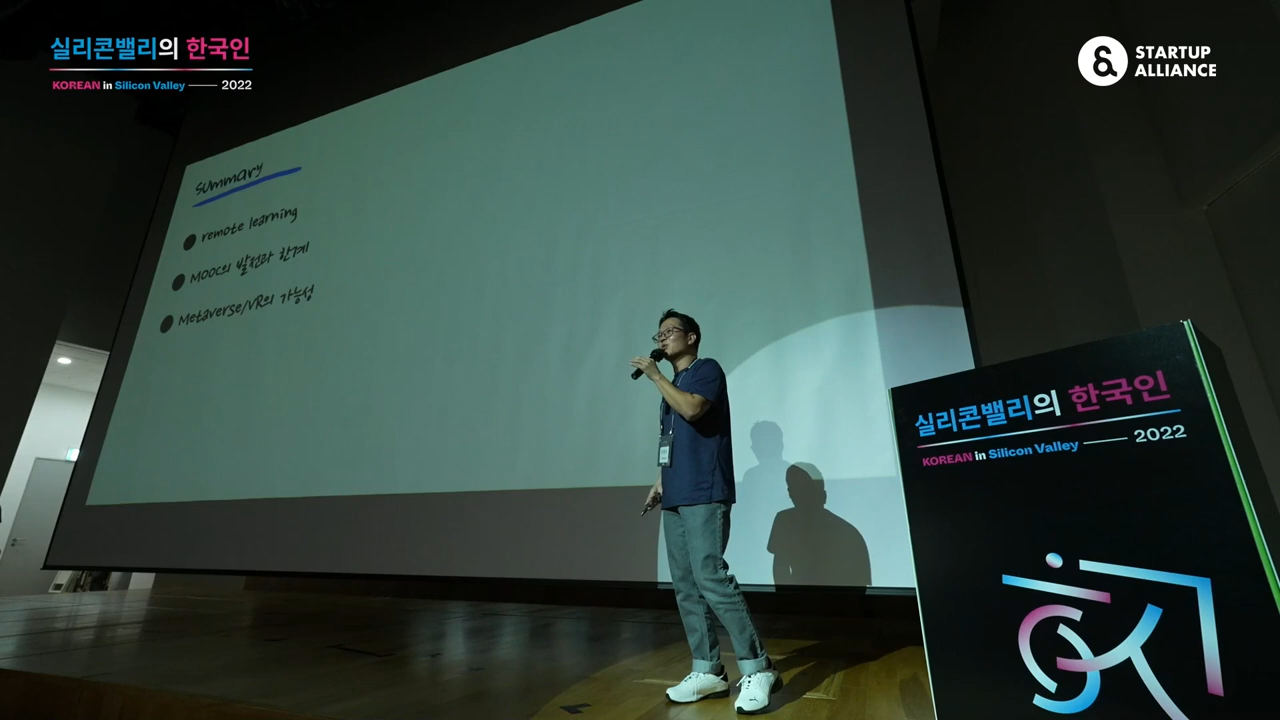 실리콘밸리의 한국인
KOREAN in Silicon Valley 2022
STARTUP
ALLIANCE
summary
remote learning
MOOC의 발전과 한계
Metaverse/VR의 가능성
실리콘밸리의 한국인
KOREAN in Silicon Valley 2022